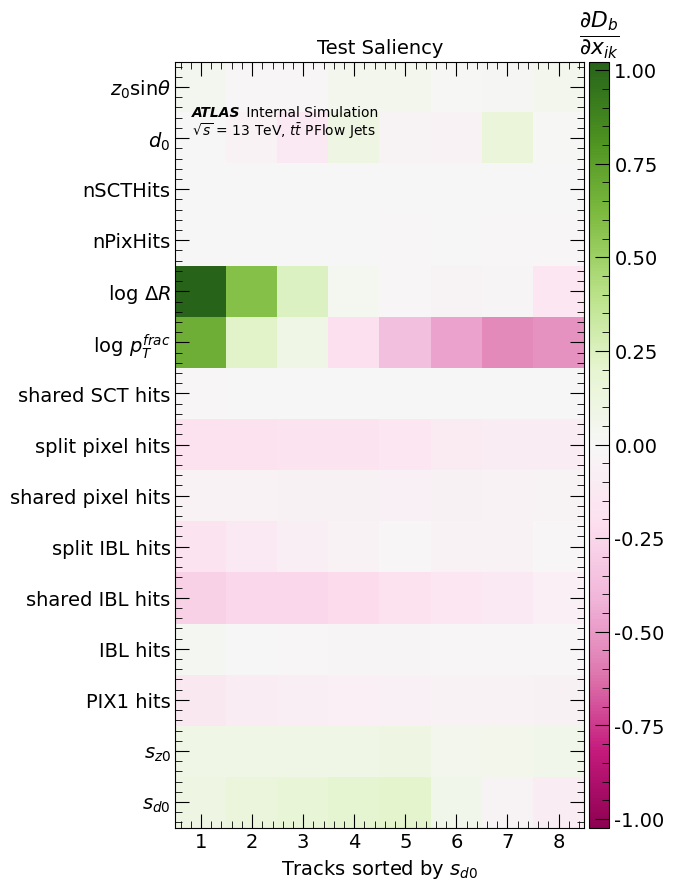 ∂D_b
∂x_ik
Test Saliency
z₀sinθ
ATLAS Internal Simulation
√s = 13 TeV, tt̄ PFlow Jets
d₀
nSCTHits
nPixHits
log ΔR
log p_T^frac
shared SCT hits
split pixel hits
shared pixel hits
split IBL hits
shared IBL hits
IBL hits
PIX1 hits
s_z0
s_d0
1 2 3 4 5 6 7 8
Tracks sorted by s_d0
1.00
0.75
0.50
0.25
0.00
-0.25
-0.50
-0.75
-1.00